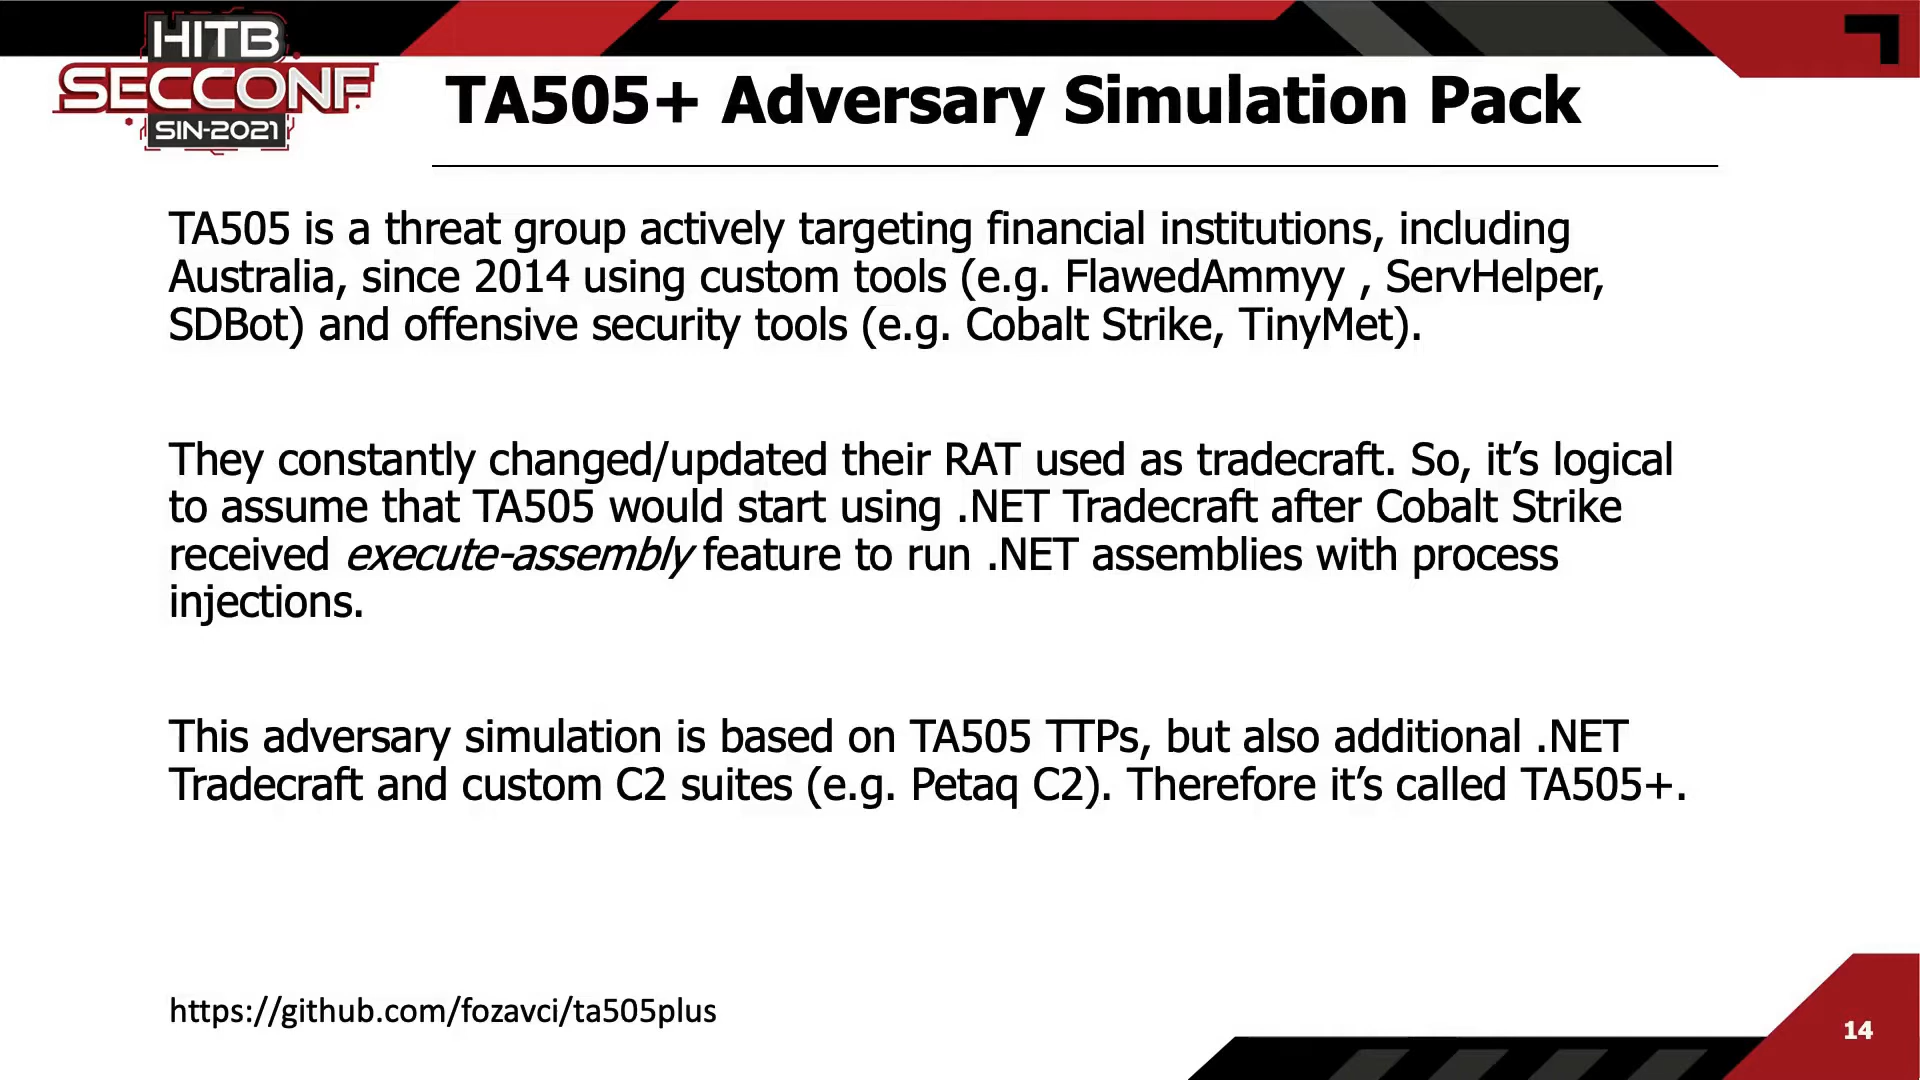 HITB
SECCONF
SIN-2021
TA505+ Adversary Simulation Pack
TA505 is a threat group actively targeting financial institutions, including
Australia, since 2014 using custom tools (e.g. FlawedAmmyy , ServHelper,
SDBot) and offensive security tools (e.g. Cobalt Strike, TinyMet).
They constantly changed/updated their RAT used as tradecraft. So, it’s logical
to assume that TA505 would start using .NET Tradecraft after Cobalt Strike
received execute-assembly feature to run .NET assemblies with process
injections.
This adversary simulation is based on TA505 TTPs, but also additional .NET
Tradecraft and custom C2 suites (e.g. Petaq C2). Therefore it’s called TA505+.
https://github.com/fozavci/ta505plus
14